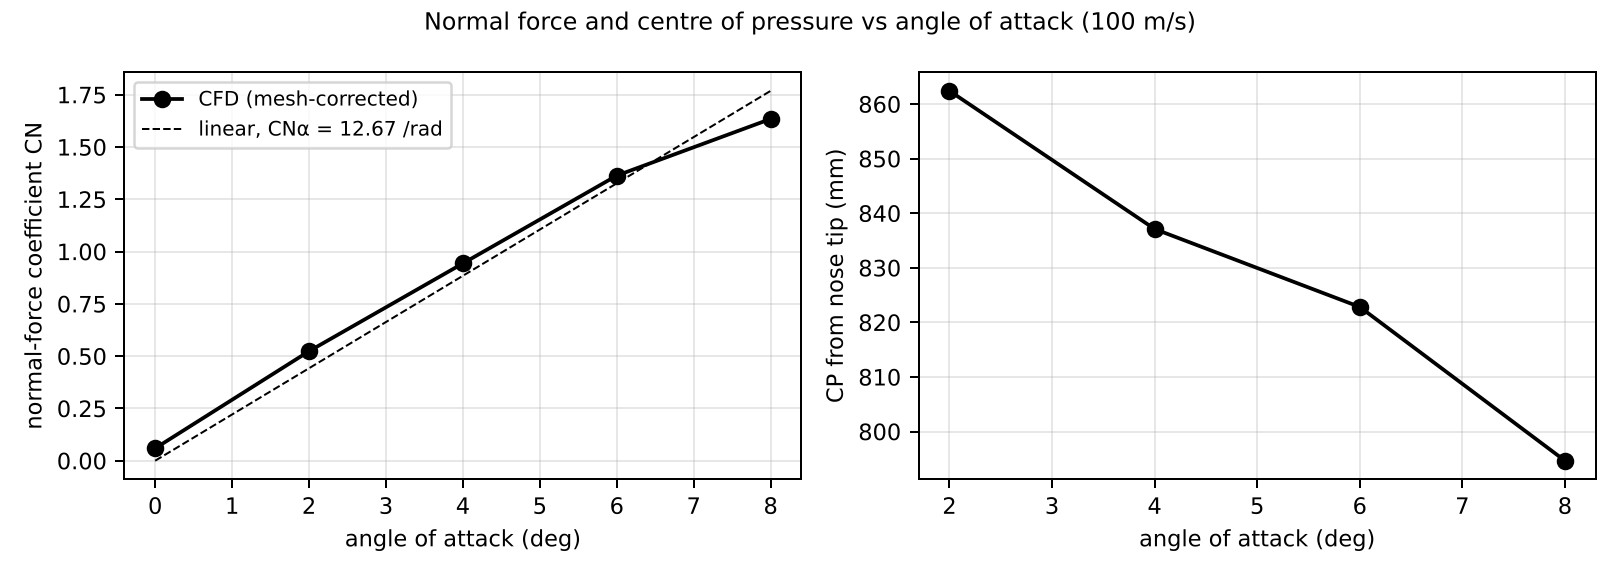 Normal force and centre of pressure vs angle of attack (100 m/s)
normal-force coefficient CN
1.75
1.50
1.25
1.00
0.75
0.50
0.25
0.00
CFD (mesh-corrected)
linear, CNα = 12.67 /rad
0 1 2 3 4 5 6 7 8
angle of attack (deg)
CP from nose tip (mm)
860
850
840
830
820
810
800
2 3 4 5 6 7 8
angle of attack (deg)